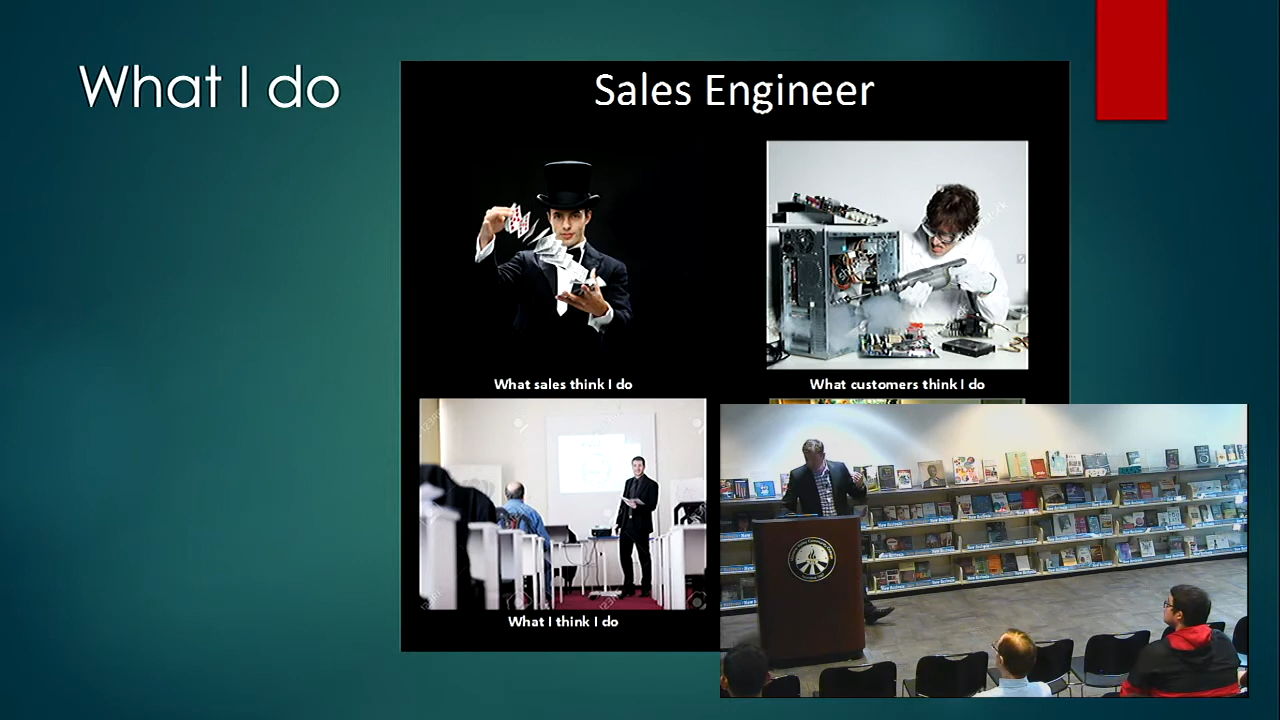 What I do
Sales Engineer
What sales think I do
What customers think I do
What I think I do